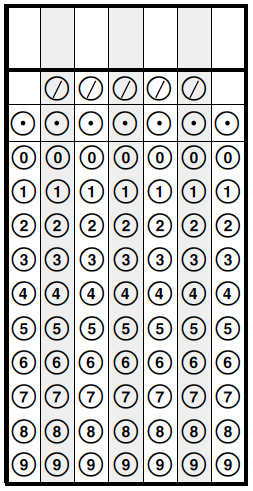 / / / / /
. . . . . . .
0 0 0 0 0 0 0
1 1 1 1 1 1 1
2 2 2 2 2 2 2
3 3 3 3 3 3 3
4 4 4 4 4 4 4
5 5 5 5 5 5 5
6 6 6 6 6 6 6
7 7 7 7 7 7 7
8 8 8 8 8 8 8
9 9 9 9 9 9 9